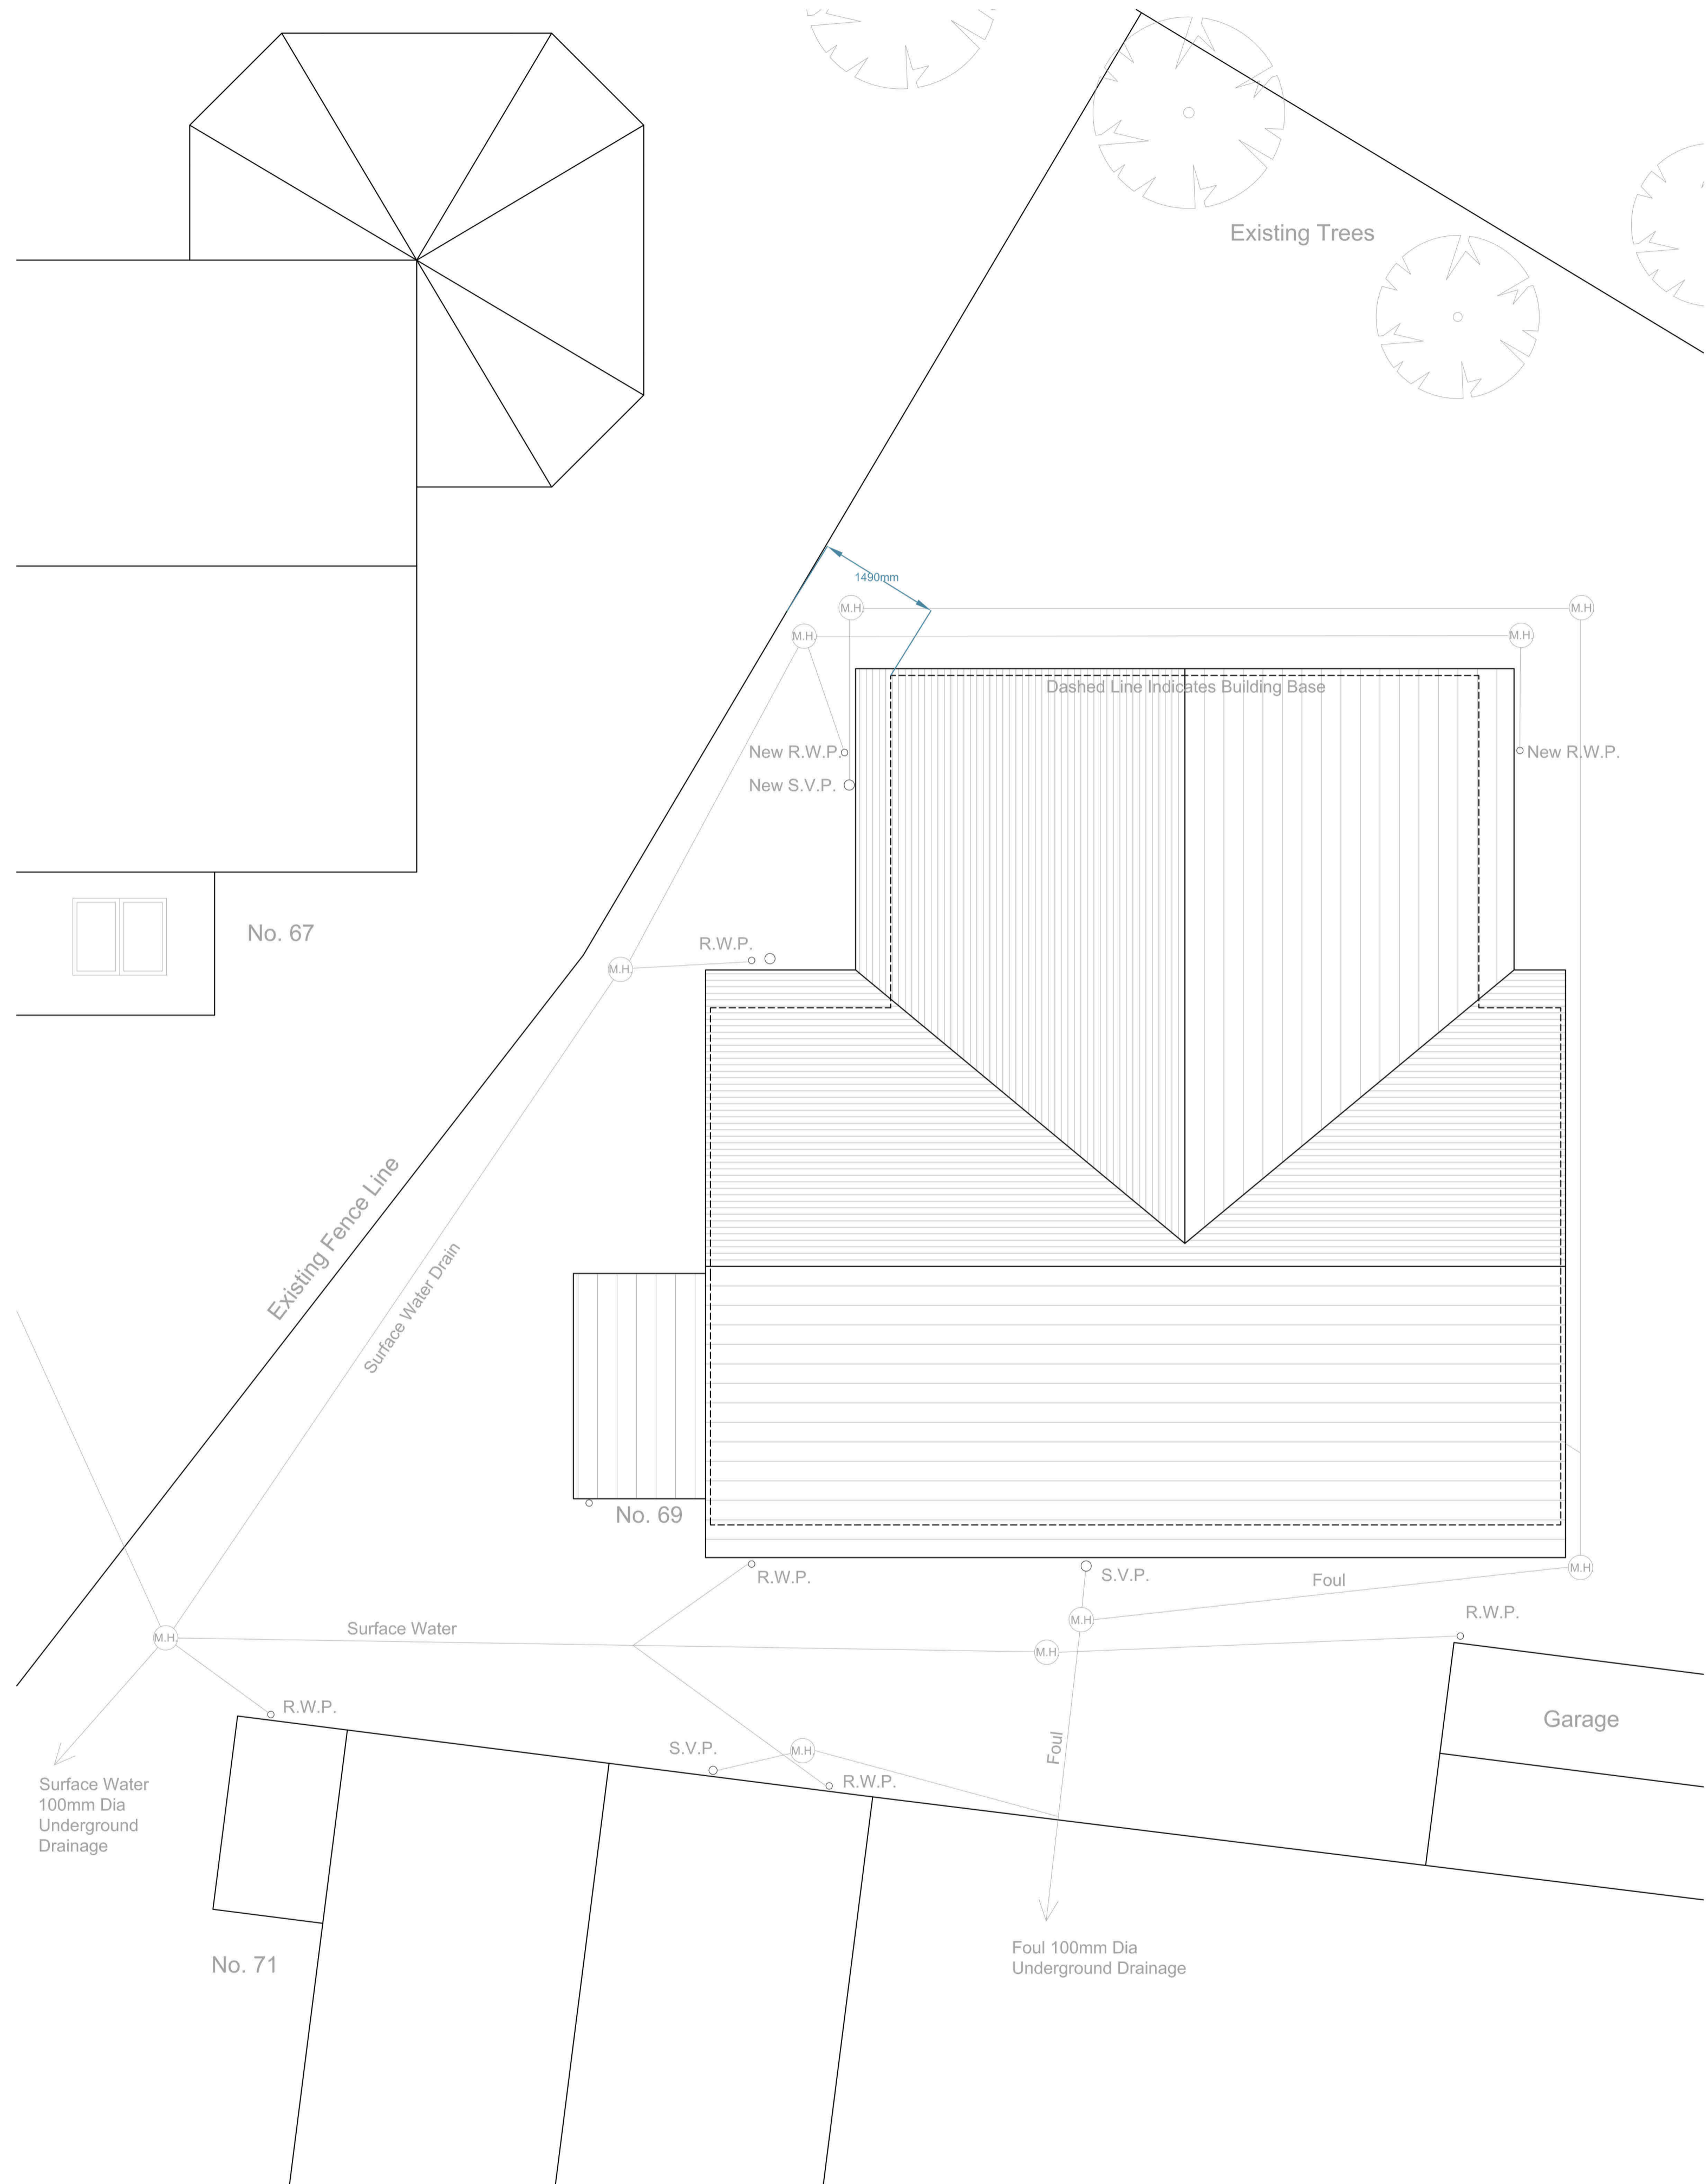 Existing Trees
1490mm
M.H.
M.H.
M.H.
M.H.
Dashed Line Indicates Building Base
New R.W.P.
New R.W.P.
New S.V.P.
No. 67
R.W.P.
M.H.
Existing Fence Line
Surface Water Drain
No. 69
R.W.P.
S.V.P.
Foul
M.H.
R.W.P.
M.H.
Surface Water
M.H.
M.H.
R.W.P.
Garage
S.V.P.
M.H.
Foul
R.W.P.
Surface Water
100mm Dia
Underground
Drainage
Foul 100mm Dia
Underground Drainage
No. 71